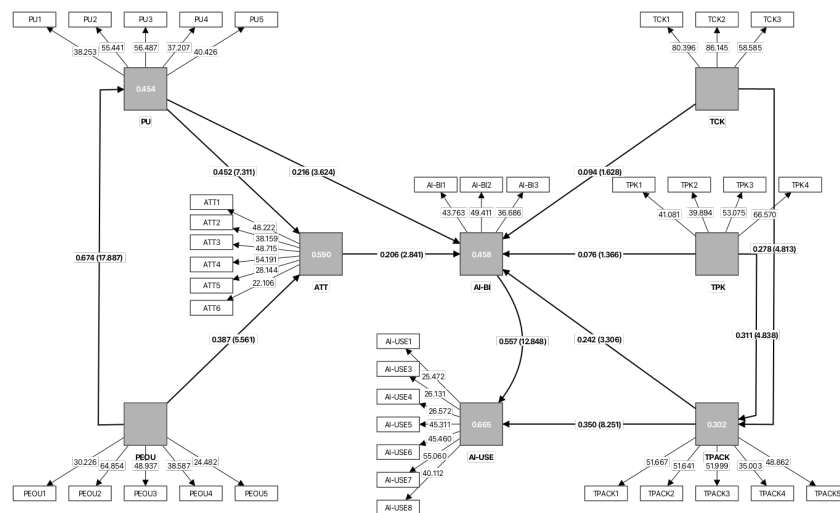 PU1
PU2
PU3
PU4
PU5
38.253
55.441
56.487
37.207
40.426
0.454
PU
TCK1
TCK2
TCK3
80.396
86.145
58.585
TCK
0.452 (7.311)
0.216 (3.624)
0.094 (1.628)
AI-BI1
AI-BI2
AI-BI3
43.763
49.411
36.686
TPK1
TPK2
TPK3
TPK4
41.081
39.894
53.075
66.570
ATT1
ATT2
ATT3
ATT4
ATT5
ATT6
48.222
38.159
48.715
54.191
28.144
22.106
0.590
ATT
0.674 (17.887)
0.206 (2.841)
0.458
AI-BI
0.076 (1.366)
TPK
0.278 (4.813)
0.311 (4.838)
0.387 (5.561)
0.557 (12.848)
0.242 (3.306)
AI-USE1
AI-USE3
AI-USE4
AI-USE5
AI-USE6
AI-USE7
AI-USE8
25.472
26.131
26.572
45.311
45.460
55.060
40.112
0.665
AI-USE
0.350 (8.251)
0.302
TPACK
PEOU
30.226
64.854
48.937
38.587
24.482
PEOU1
PEOU2
PEOU3
PEOU4
PEOU5
51.667
51.641
51.999
35.003
48.862
TPACK1
TPACK2
TPACK3
TPACK4
TPACK5